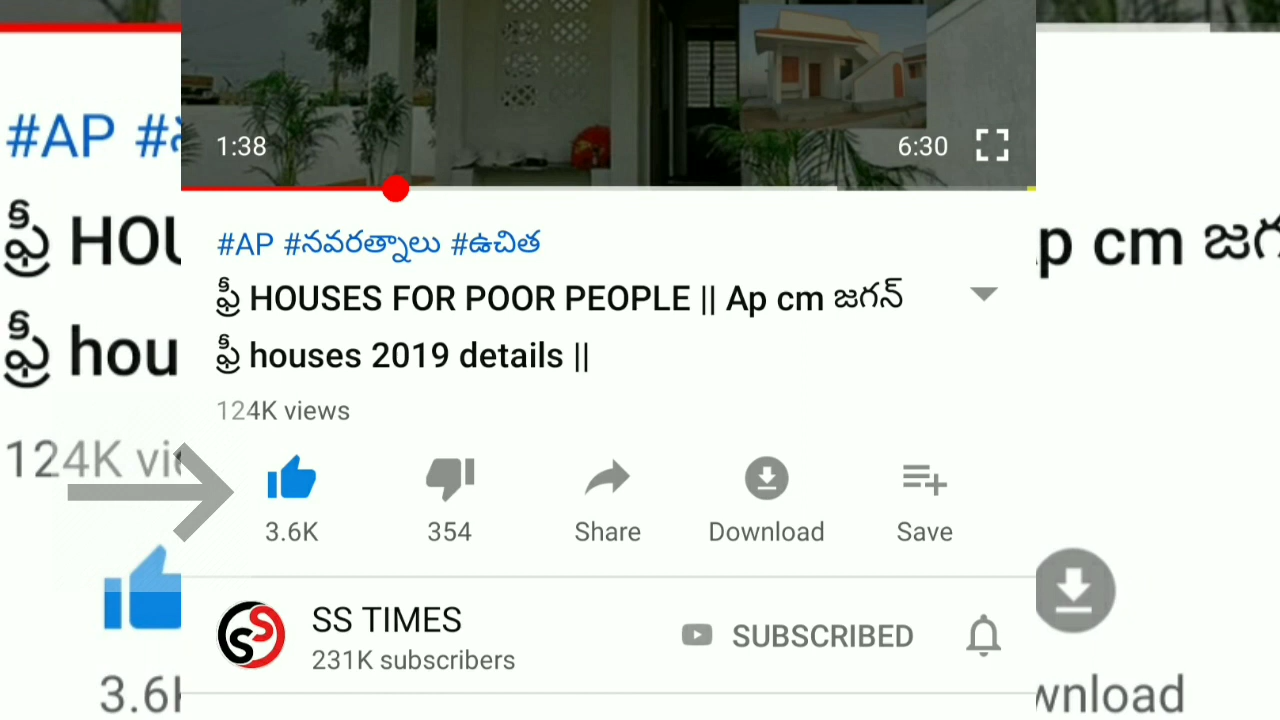 1:38
6:30
#AP #నవరత్నాలు #ఉచిత
ఫ్రీ HOUSES FOR POOR PEOPLE || Ap cm జగన్
ఫ్రీ houses 2019 details ||
124K views
3.6K
354
Share
Download
Save
SS TIMES
231K subscribers
SUBSCRIBED